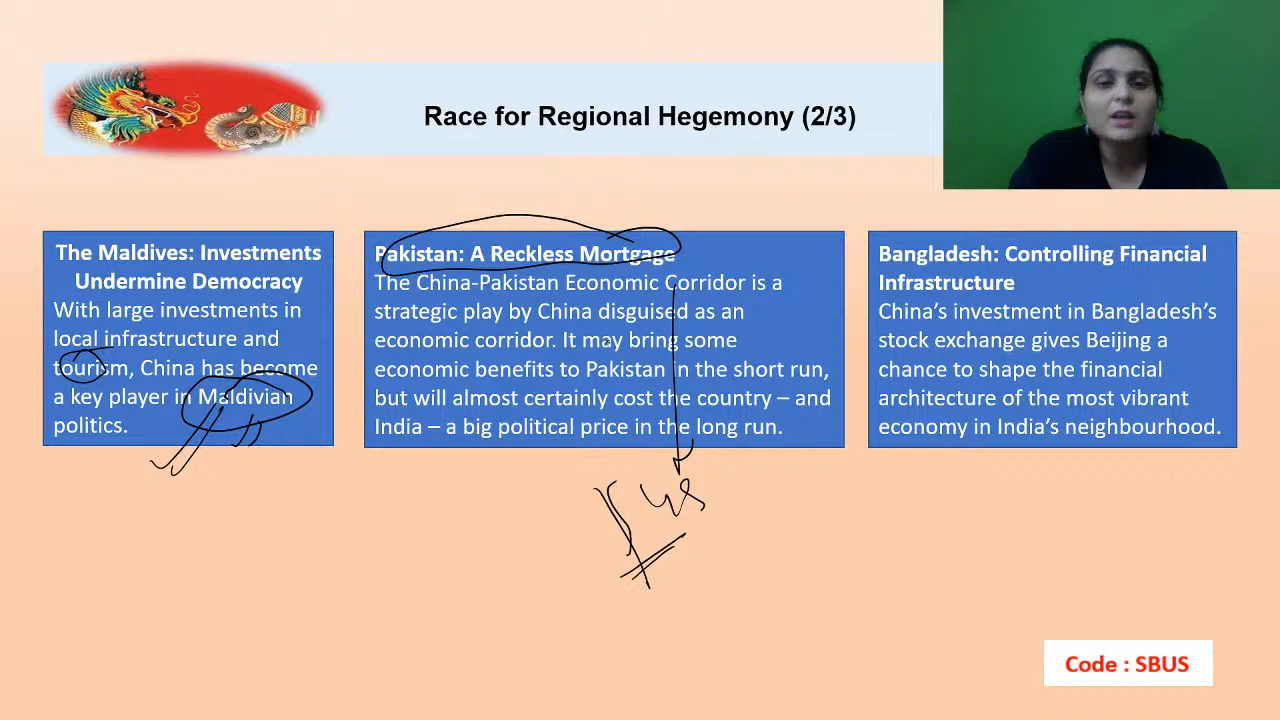 Race for Regional Hegemony (2/3)
The Maldives: Investments
Undermine Democracy
With large investments in
local infrastructure and
tourism, China has become
a key player in Maldivian
politics.
Pakistan: A Reckless Mortgage
The China-Pakistan Economic Corridor is a
strategic play by China disguised as an
economic corridor. It may bring some
economic benefits to Pakistan in the short run,
but will almost certainly cost the country – and
India – a big political price in the long run.
Bangladesh: Controlling Financial
Infrastructure
China’s investment in Bangladesh’s
stock exchange gives Beijing a
chance to shape the financial
architecture of the most vibrant
economy in India’s neighbourhood.
Code : SBUS